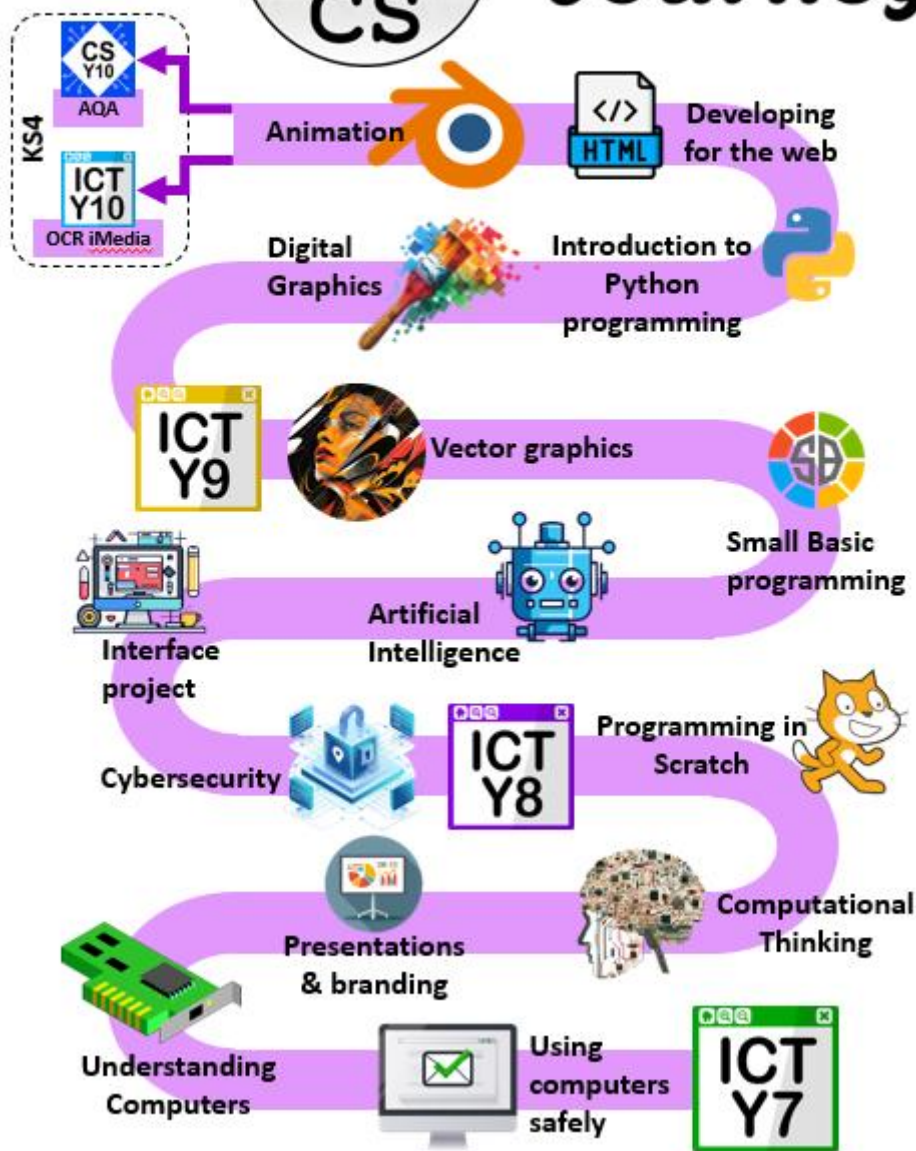 CS
Journey
CS
Y10
AQA
KS4
ICT
Y10
OCR iMedia
Animation
</>
HTML
Developing
for the web
Digital
Graphics
Introduction to
Python
programming
ICT
Y9
Vector graphics
SB
Small Basic
programming
Artificial
Intelligence
Interface
project
Cybersecurity
ICT
Y8
Programming in
Scratch
Presentations
& branding
Computational
Thinking
Understanding
Computers
Using
computers
safely
ICT
Y7